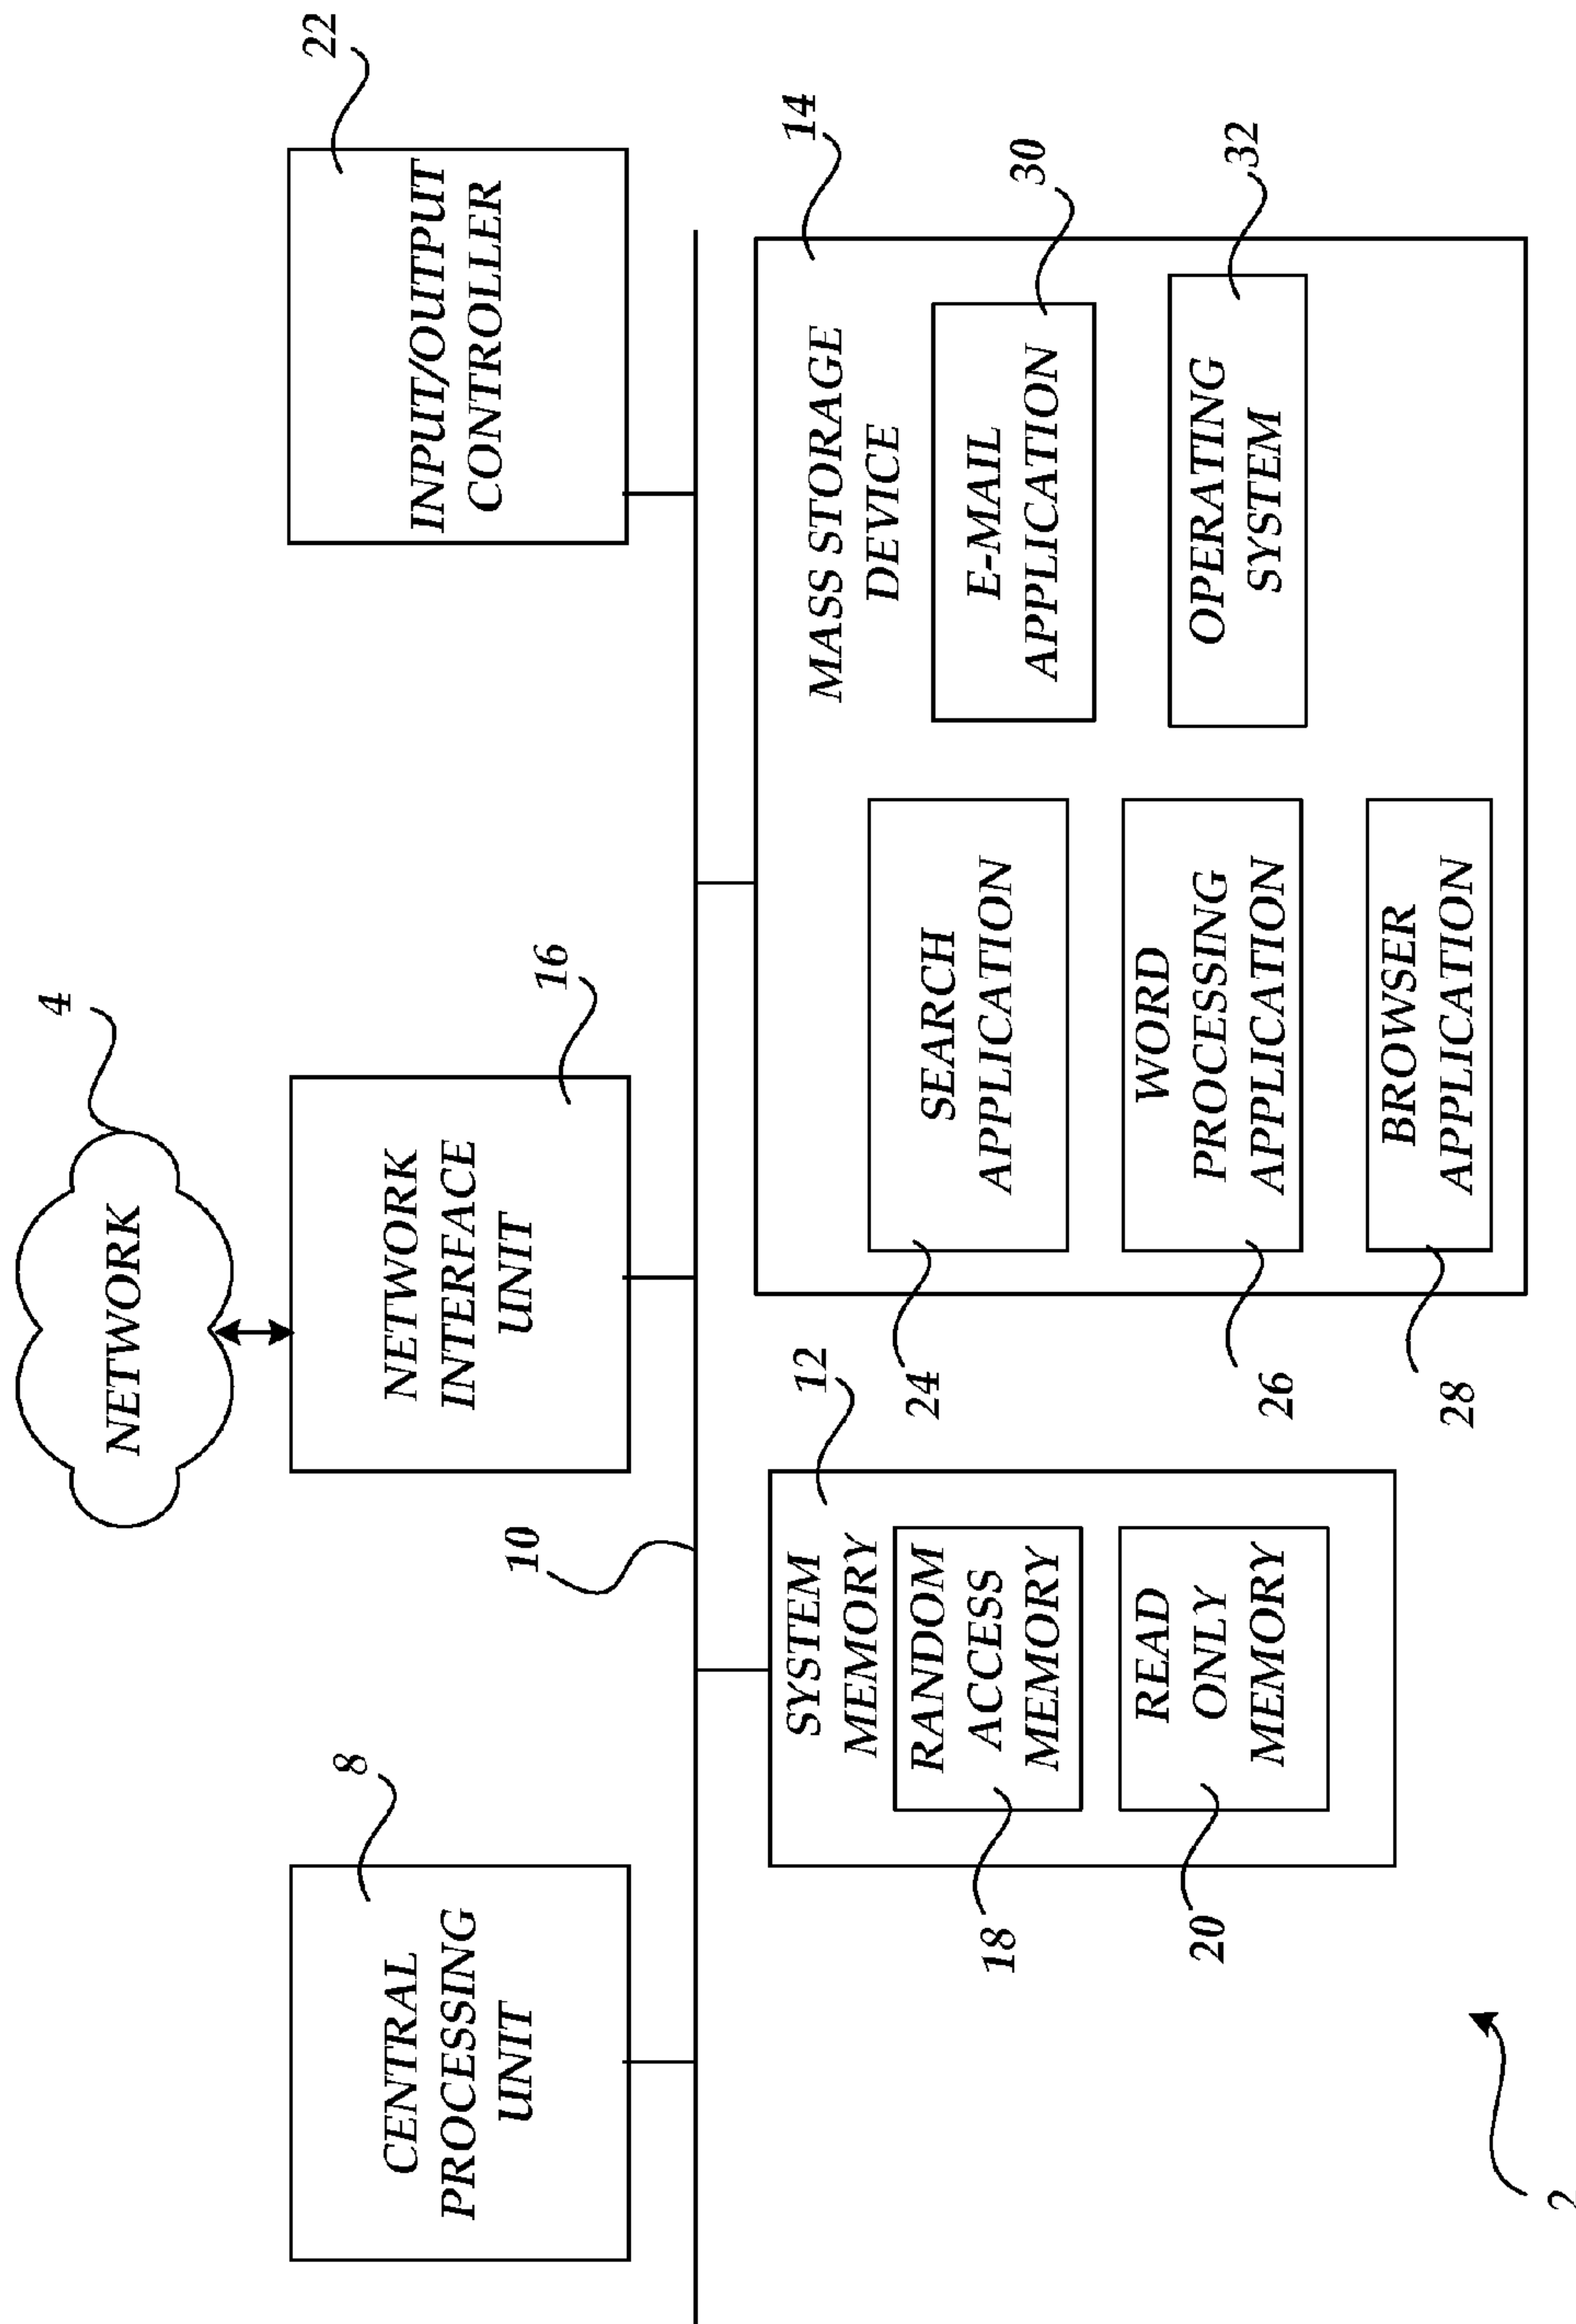 4
NETWORK
22
8
16
CENTRAL
PROCESSING
UNIT
NETWORK
INTERFACE
UNIT
INPUT/OUTPUT
CONTROLLER
10
12
14
SYSTEM
MEMORY
RANDOM
ACCESS
MEMORY
18
READ
ONLY
MEMORY
20
MASS STORAGE
DEVICE
24
SEARCH
APPLICATION
30
E-MAIL
APPLICATION
26
WORD
PROCESSING
APPLICATION
32
OPERATING
SYSTEM
28
BROWSER
APPLICATION
2